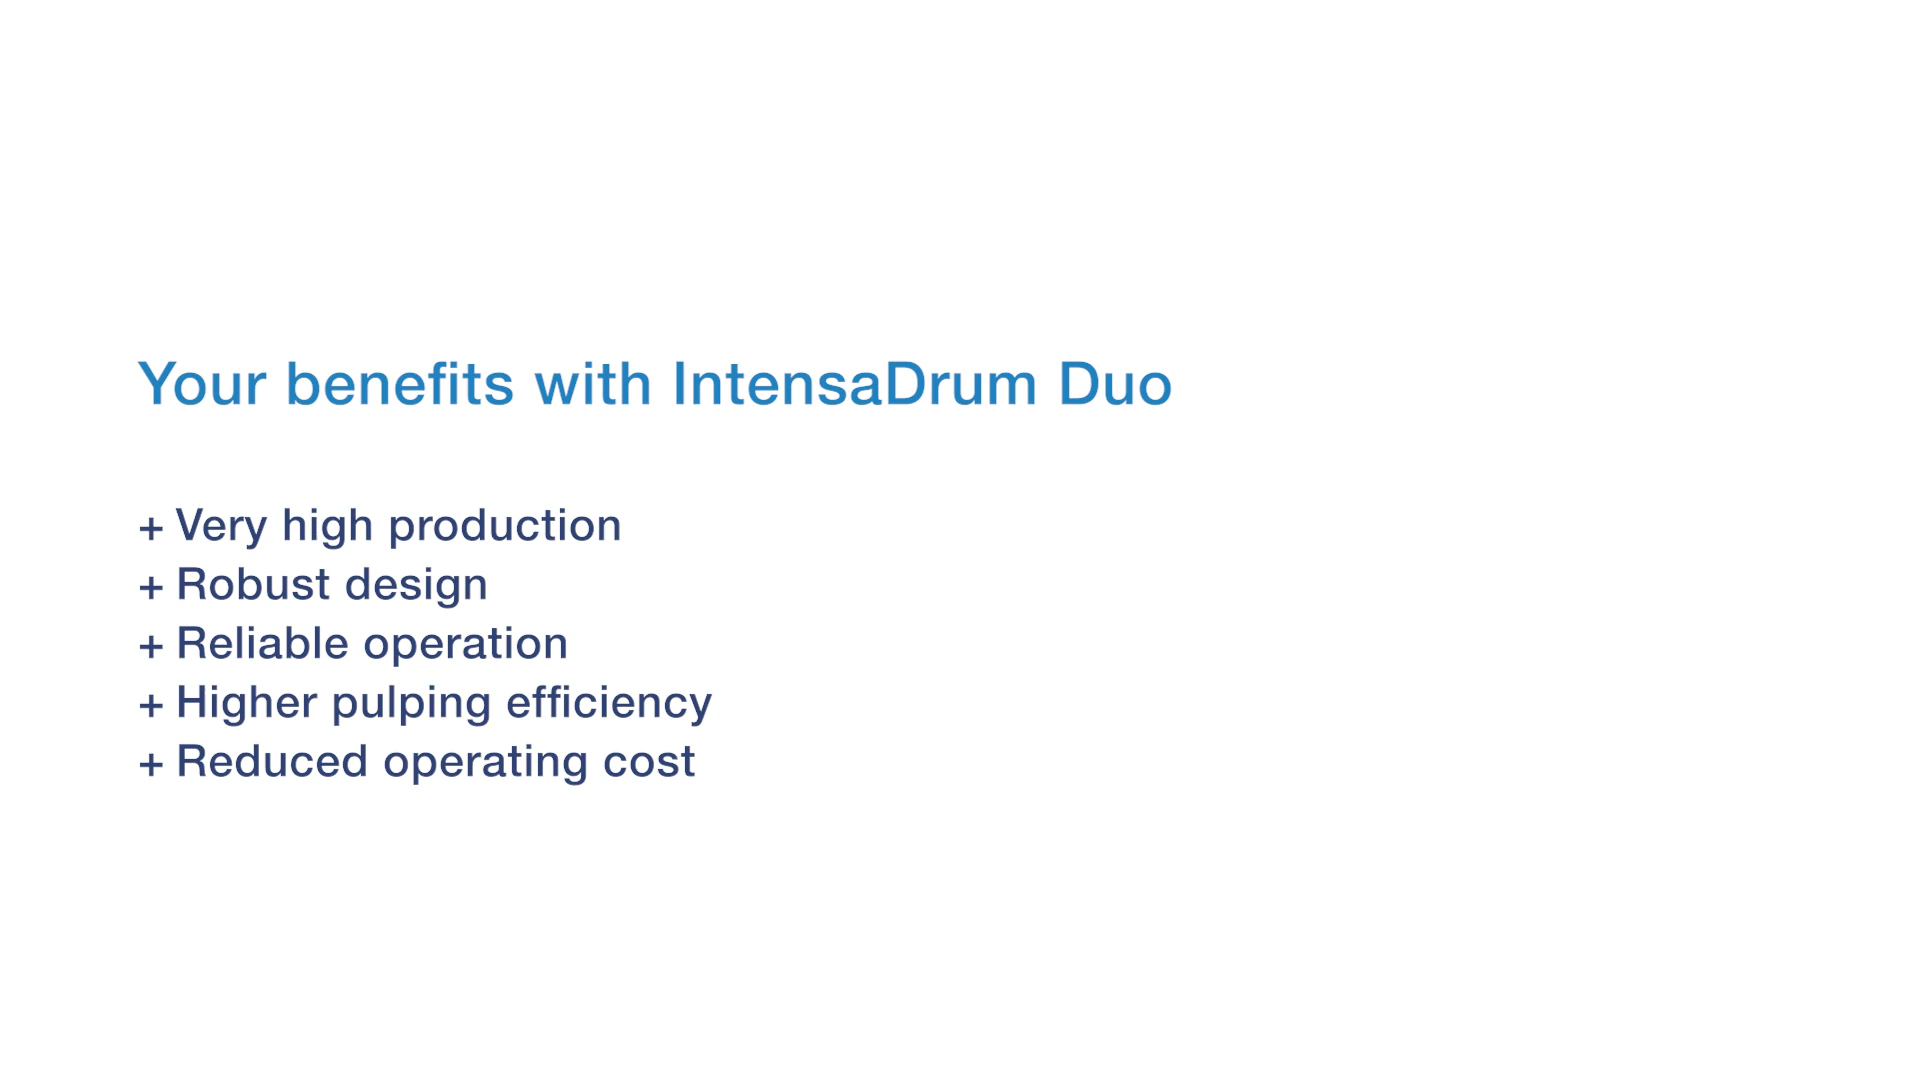 Your benefits with IntensaDrum Duo
+ Very high production
+ Robust design
+ Reliable operation
+ Higher pulping efficiency
+ Reduced operating cost